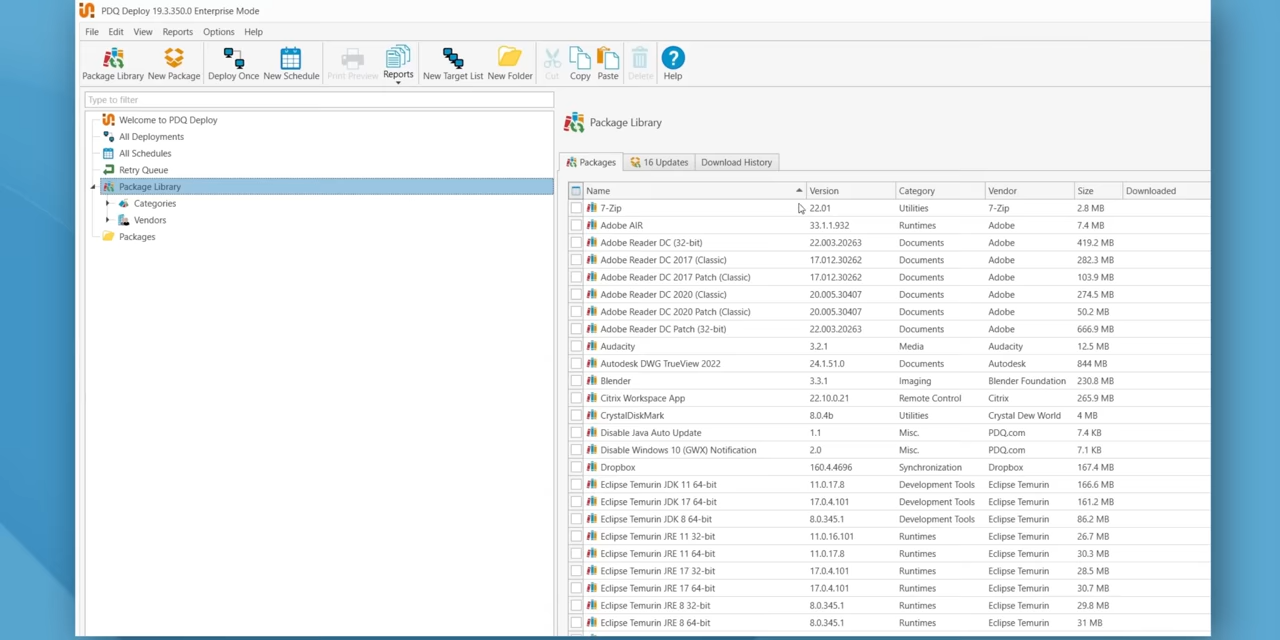 PDQ Deploy 19.3.350.0 Enterprise Mode
File Edit View Reports Options Help
Package Library New Package Deploy Once New Schedule Print Preview Reports New Target List New Folder Cut Copy Paste Delete Help
Type to filter
Welcome to PDQ Deploy
All Deployments
All Schedules
Retry Queue
Package Library
Categories
Vendors
Packages
Package Library
Packages 16 Updates Download History
Name Version Category Vendor Size Downloaded
7-Zip 22.01 Utilities 7-Zip 2.8 MB
Adobe AIR 33.1.1.932 Runtimes Adobe 7.4 MB
Adobe Reader DC (32-bit) 22.003.20263 Documents Adobe 419.2 MB
Adobe Reader DC 2017 (Classic) 17.012.30262 Documents Adobe 282.3 MB
Adobe Reader DC 2017 Patch (Classic) 17.012.30262 Documents Adobe 103.9 MB
Adobe Reader DC 2020 (Classic) 20.005.30407 Documents Adobe 274.5 MB
Adobe Reader DC 2020 Patch (Classic) 20.005.30407 Documents Adobe 50.2 MB
Adobe Reader DC Patch (32-bit) 22.003.20263 Documents Adobe 666.9 MB
Audacity 3.2.1 Media Audacity 12.5 MB
Autodesk DWG TrueView 2022 24.1.51.0 Documents Autodesk 844 MB
Blender 3.3.1 Imaging Blender Foundation 230.8 MB
Citrix Workspace App 22.10.0.21 Remote Control Citrix 265.9 MB
CrystalDiskMark 8.0.4b Utilities Crystal Dew World 4 MB
Disable Java Auto Update 1.1 Misc. PDQ.com 7.4 KB
Disable Windows 10 (GWX) Notification 2.0 Misc. PDQ.com 7.1 KB
Dropbox 160.4.4696 Synchronization Dropbox 167.4 MB
Eclipse Temurin JDK 11 64-bit 11.0.17.8 Development Tools Eclipse Temurin 166.6 MB
Eclipse Temurin JDK 17 64-bit 17.0.4.101 Development Tools Eclipse Temurin 161.2 MB
Eclipse Temurin JDK 8 64-bit 8.0.345.1 Development Tools Eclipse Temurin 86.2 MB
Eclipse Temurin JRE 11 32-bit 11.0.16.101 Runtimes Eclipse Temurin 26.7 MB
Eclipse Temurin JRE 11 64-bit 11.0.17.8 Runtimes Eclipse Temurin 30.3 MB
Eclipse Temurin JRE 17 32-bit 17.0.4.101 Runtimes Eclipse Temurin 28.5 MB
Eclipse Temurin JRE 17 64-bit 17.0.4.101 Runtimes Eclipse Temurin 30.7 MB
Eclipse Temurin JRE 8 32-bit 8.0.345.1 Runtimes Eclipse Temurin 29.8 MB
Eclipse Temurin JRE 8 64-bit 8.0.345.1 Runtimes Eclipse Temurin 31 MB